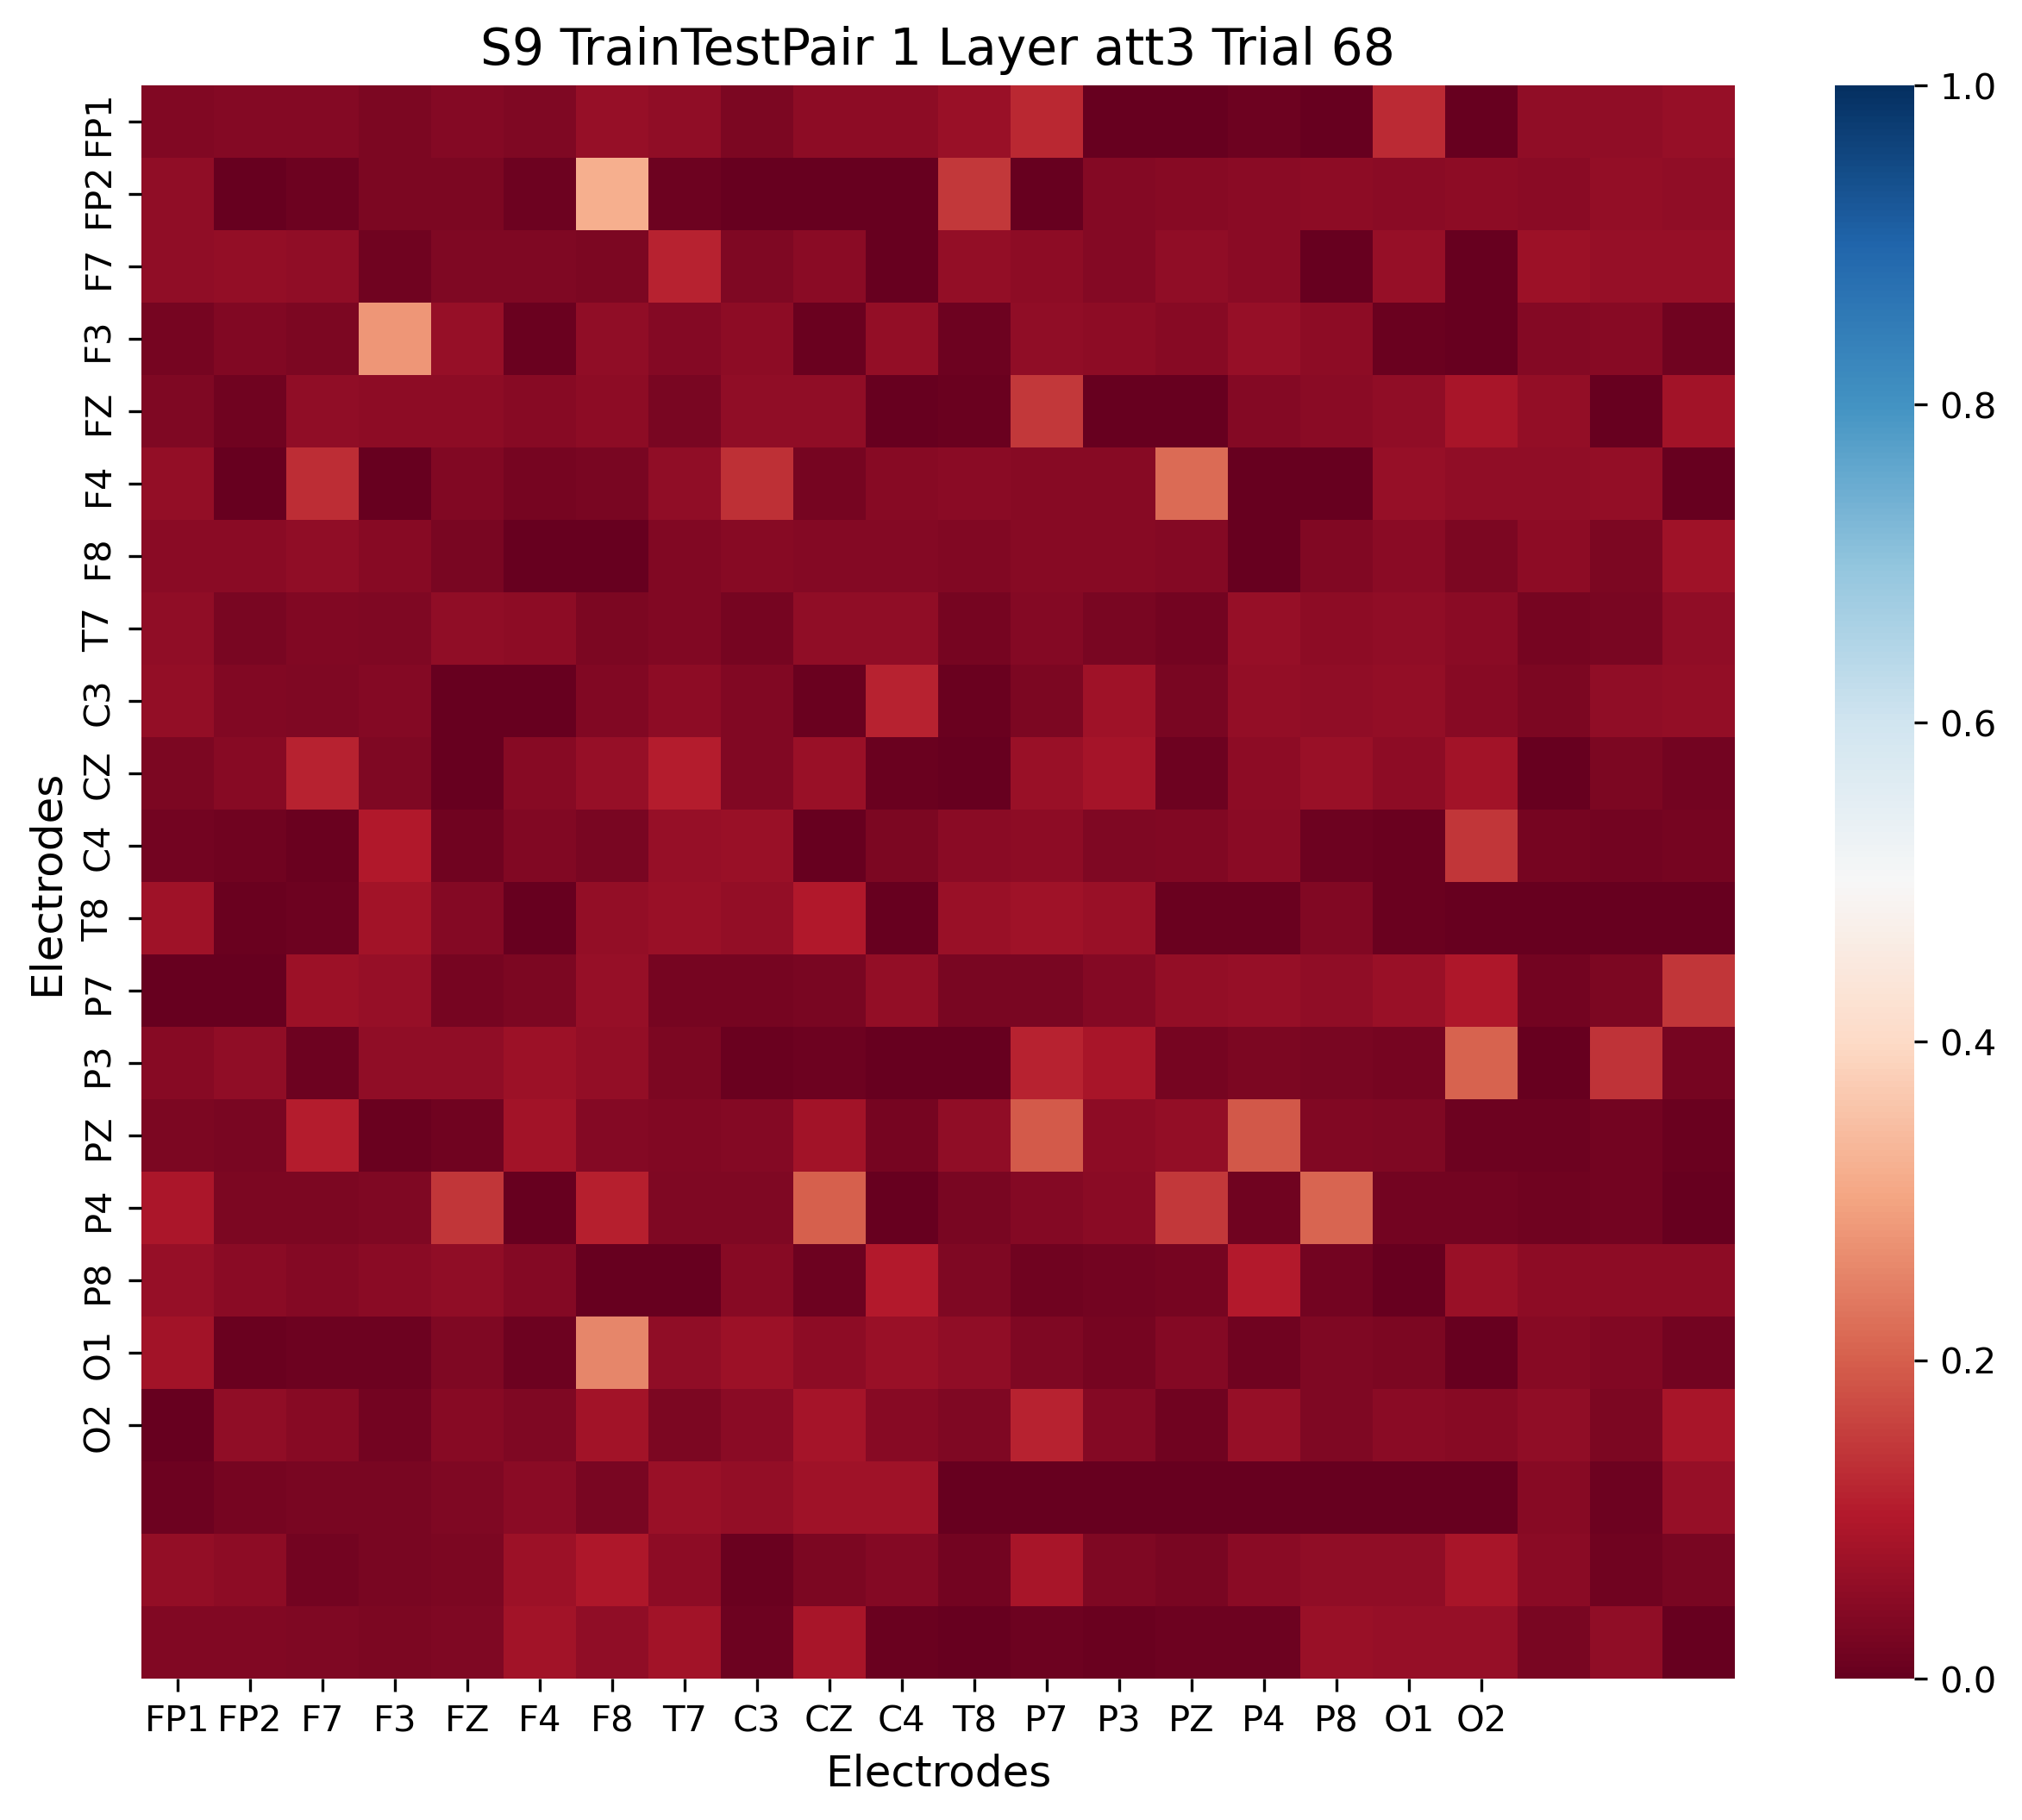 S9 TrainTestPair 1 Layer att3 Trial 68
Electrodes
FP1
FP2
F7
F3
FZ
F4
F8
T7
C3
CZ
C4
T8
P7
P3
PZ
P4
P8
O1
O2
FP1 FP2 F7 F3 FZ F4 F8 T7 C3 CZ C4 T8 P7 P3 PZ P4 P8 O1 O2
Electrodes
1.0
0.8
0.6
0.4
0.2
0.0